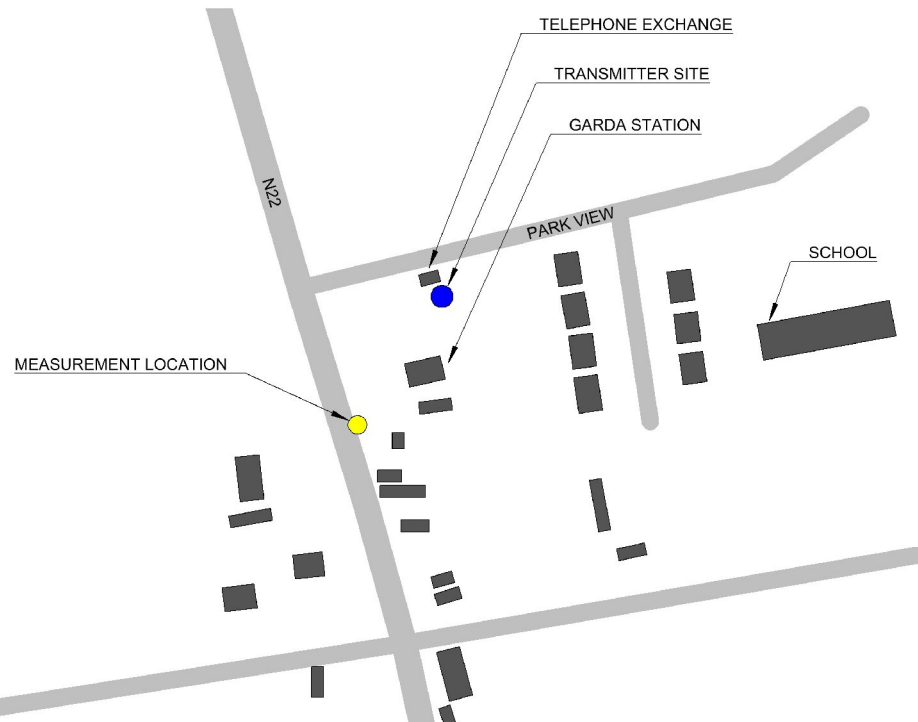 TELEPHONE EXCHANGE
TRANSMITTER SITE
GARDA STATION
N22
PARK VIEW
SCHOOL
MEASUREMENT LOCATION